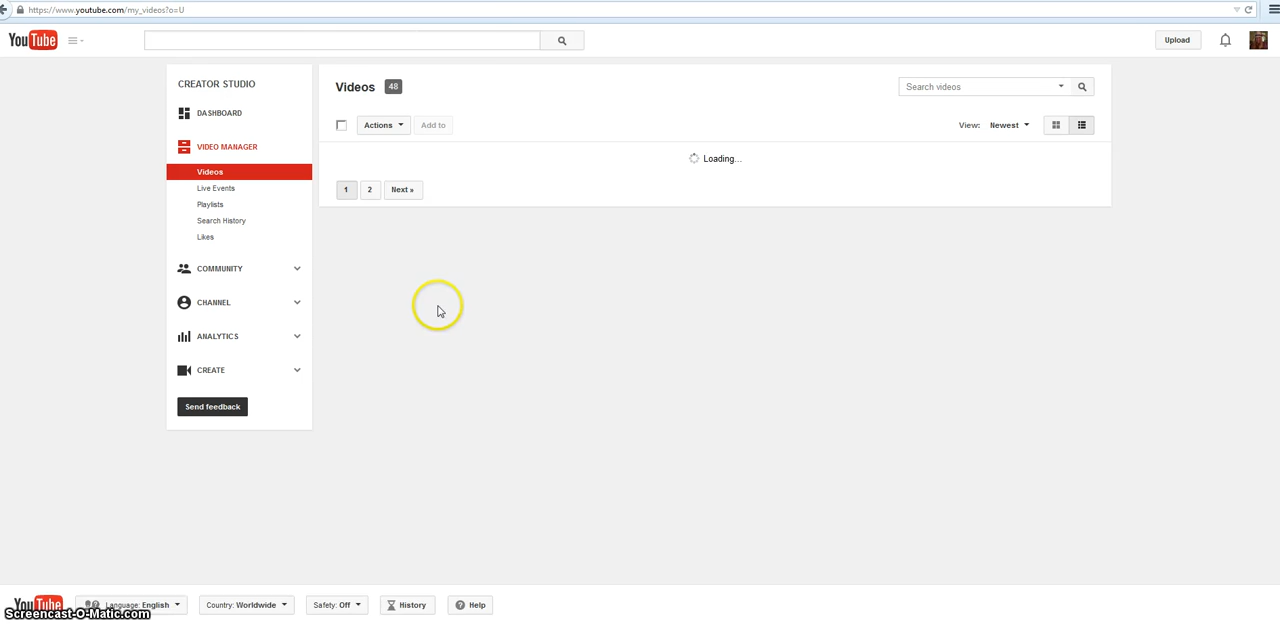 https://www.youtube.com/my_videos?o=U
YouTube
Upload
CREATOR STUDIO
DASHBOARD
VIDEO MANAGER
Videos
Live Events
Playlists
Search History
Likes
COMMUNITY
CHANNEL
ANALYTICS
CREATE
Send feedback
Videos 48
Search videos
Actions
Add to
View: Newest
Loading...
1 2 Next »
YouTube
Language: English
Country: Worldwide
Safety: Off
History
Help
Screencast-O-Matic.com